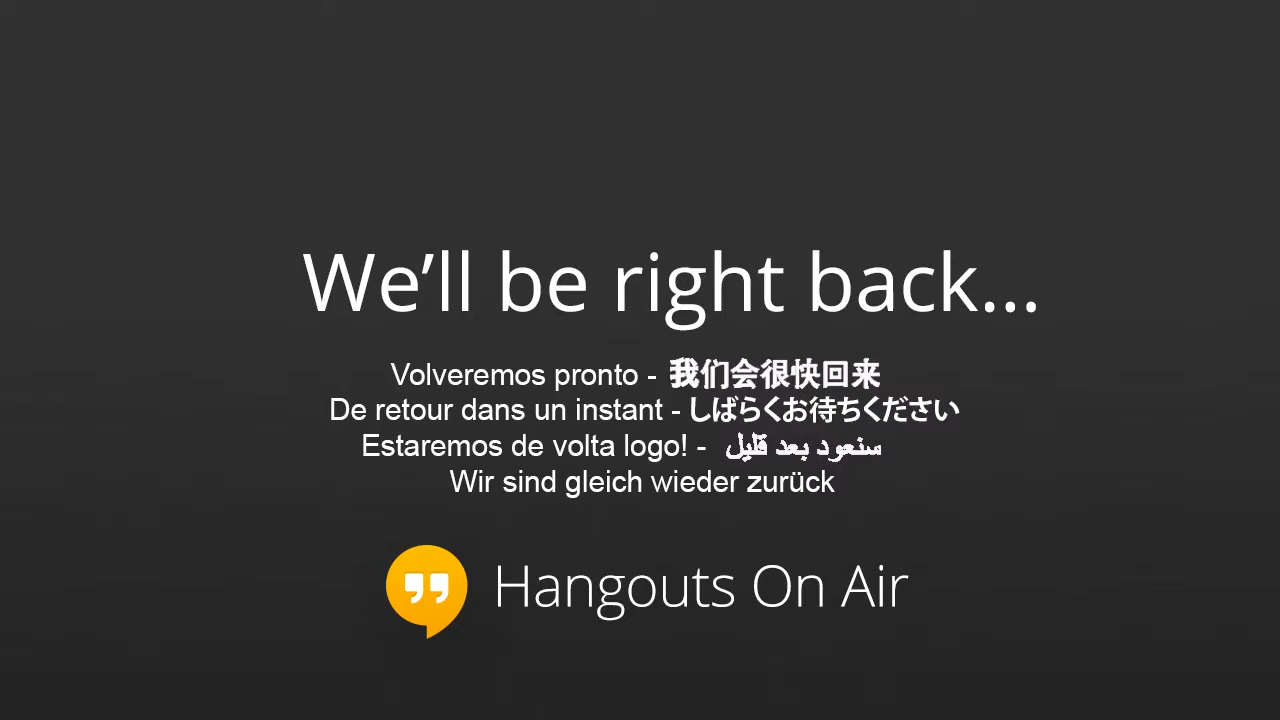 We’ll be right back...
Volveremos pronto - 我们会很快回来
De retour dans un instant - しばらくお待ちください
Estaremos de volta logo! - سنعود بعد قليل
Wir sind gleich wieder zurück
Hangouts On Air